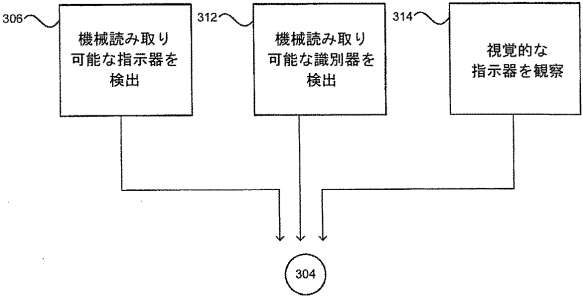 306
機械読み取り
可能な指示器を
検出
312
機械読み取り
可能な識別器を
検出
314
視覚的な
指示器を観察
304